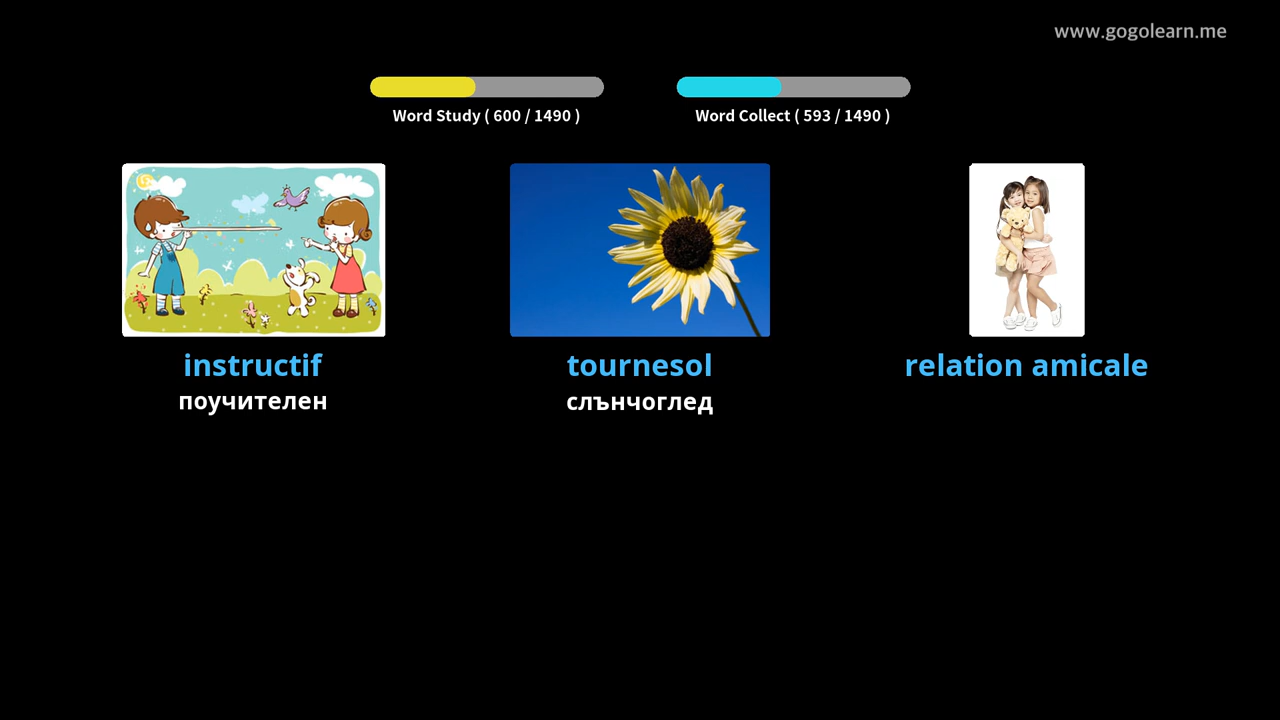 www.gogolearn.me
Word Study ( 600 / 1490 )
Word Collect ( 593 / 1490 )
instructif
tournesol
relation amicale
поучителен
слънчоглед